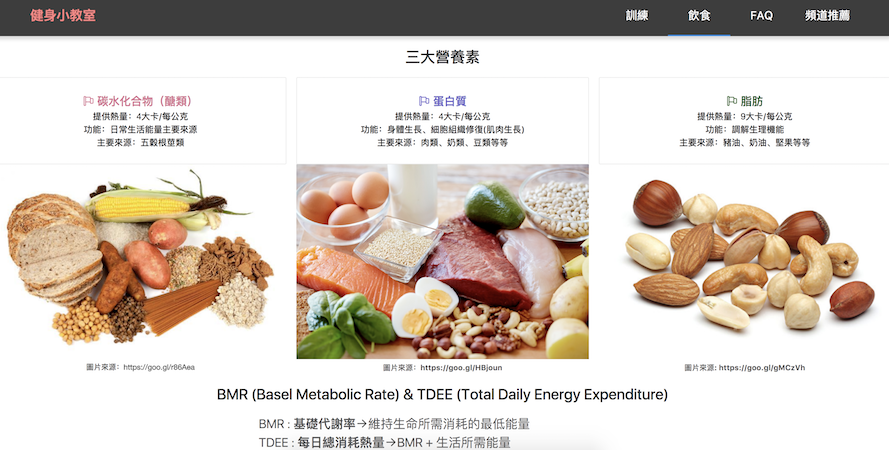 健身小教室
訓練
飲食
FAQ
頻道推薦
三大營養素
碳水化合物（醣類）
提供熱量：4大卡/每公克
功能：日常生活能量主要來源
主要來源：五穀根莖類
蛋白質
提供熱量：4大卡/每公克
功能：身體生長、細胞組織修復(肌肉生長)
主要來源：肉類、奶類、豆類等等
脂肪
提供熱量：9大卡/每公克
功能：調解生理機能
主要來源：豬油、奶油、堅果等等
圖片來源：https://goo.gl/r86Aea
圖片來源：https://goo.gl/HBjoun
圖片來源: https://goo.gl/gMCzVh
BMR (Basel Metabolic Rate) & TDEE (Total Daily Energy Expenditure)
BMR : 基礎代謝率→維持生命所需消耗的最低能量
TDEE : 每日總消耗熱量→BMR + 生活所需能量